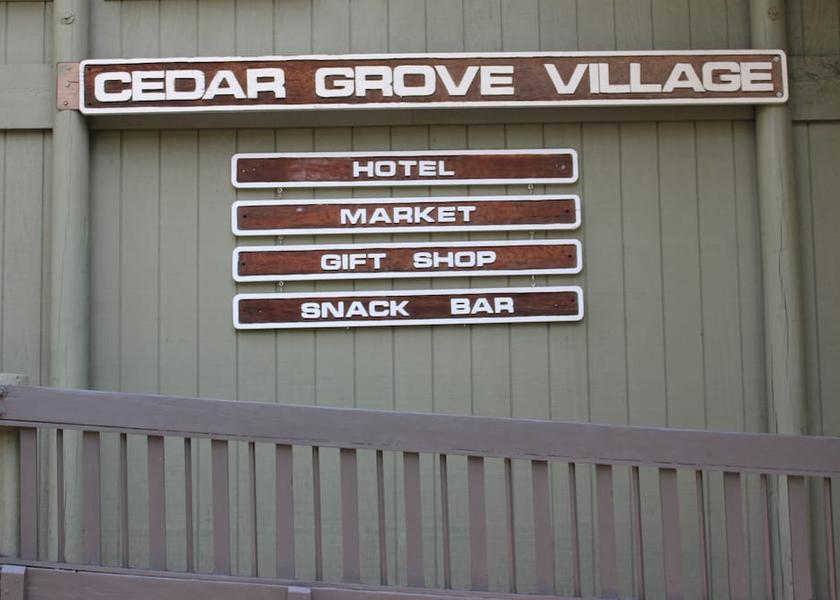 CEDAR GROVE VILLAGE
HOTEL
MARKET
GIFT SHOP
SNACK BAR